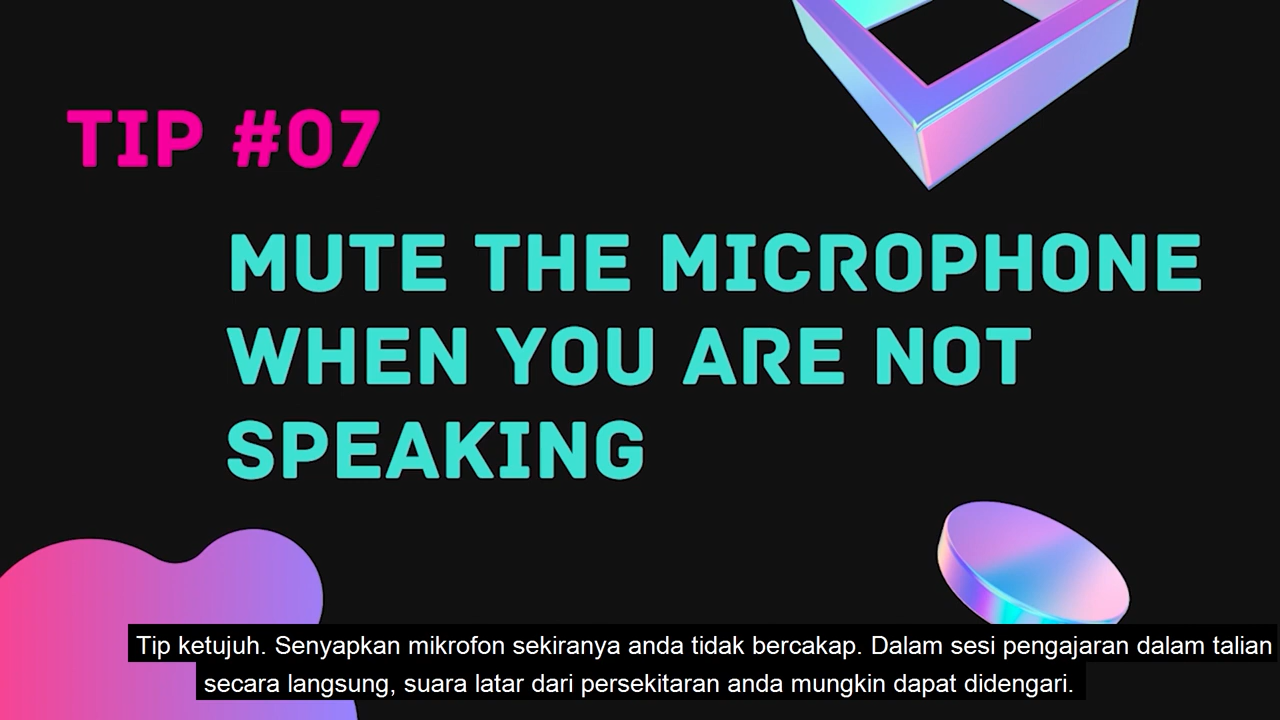 TIP #07
MUTE THE MICROPHONE
WHEN YOU ARE NOT
SPEAKING
Tip ketujuh. Senyapkan mikrofon sekiranya anda tidak bercakap. Dalam sesi pengajaran dalam talian
secara langsung, suara latar dari persekitaran anda mungkin dapat didengari.